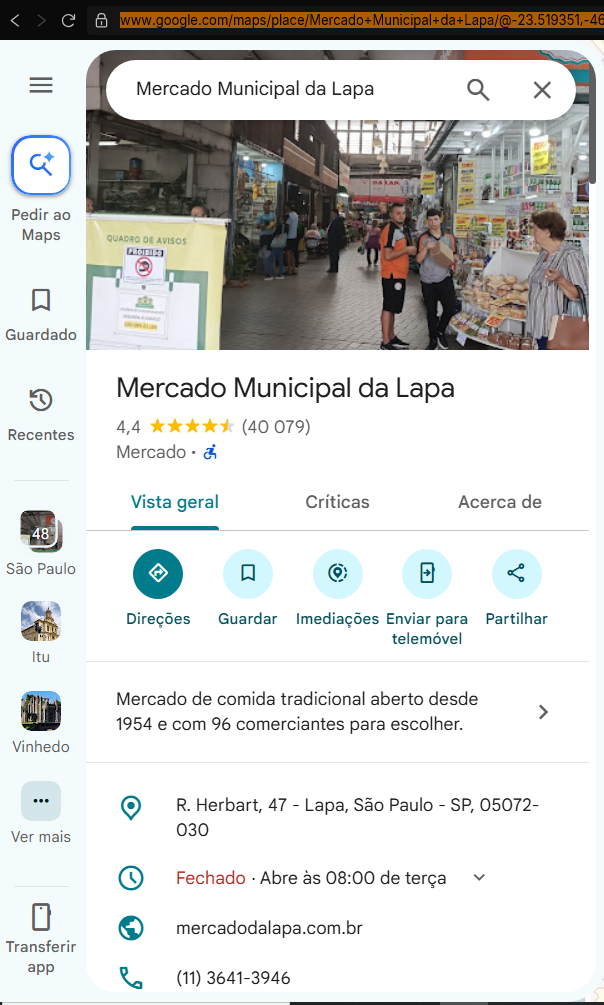 www.google.com/maps/place/Mercado+Municipal+da+Lapa/@-23.519351,-46
Mercado Municipal da Lapa
Pedir ao
Maps
Guardado
Recentes
48
São Paulo
Itu
Vinhedo
Ver mais
Transferir
app
QUADRO DE AVISOS
PROIBIDO
Mercado Municipal da Lapa
4,4 (40 079)
Mercado ·
Vista geral
Críticas
Acerca de
Direções
Guardar
Imediações
Enviar para
telemóvel
Partilhar
Mercado de comida tradicional aberto desde
1954 e com 96 comerciantes para escolher.
R. Herbart, 47 - Lapa, São Paulo - SP, 05072-
030
Fechado · Abre às 08:00 de terça
mercadodalapa.com.br
(11) 3641-3946